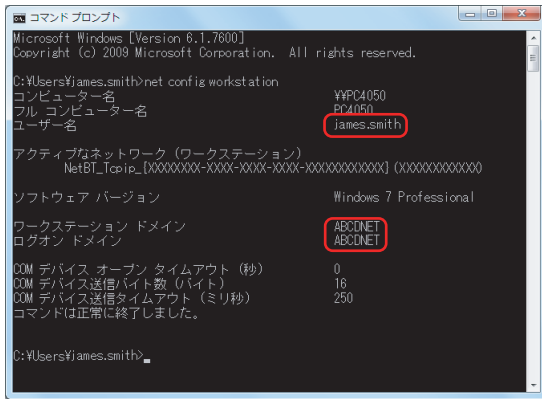 コマンド プロンプト
Microsoft Windows [Version 6.1.7600]
Copyright (c) 2009 Microsoft Corporation.  All rights reserved.
C:¥Users¥james.smith>net config workstation
コンピューター名 ¥¥PC4050
フル コンピューター名 PC4050
ユーザー名 james.smith
アクティブなネットワーク (ワークステーション)
NetBT_Tcpip_[XXXXXXXX-XXXX-XXXX-XXXX-XXXXXXXXXXXX] (XXXXXXXXXXXX)
ソフトウェア バージョン Windows 7 Professional
ワークステーション ドメイン ABCDNET
ログオン ドメイン ABCDNET
COM デバイス オープン タイムアウト (秒) 0
COM デバイス送信バイト数 (バイト) 16
COM デバイス送信タイムアウト (ミリ秒) 250
コマンドは正常に終了しました。
C:¥Users¥james.smith>_